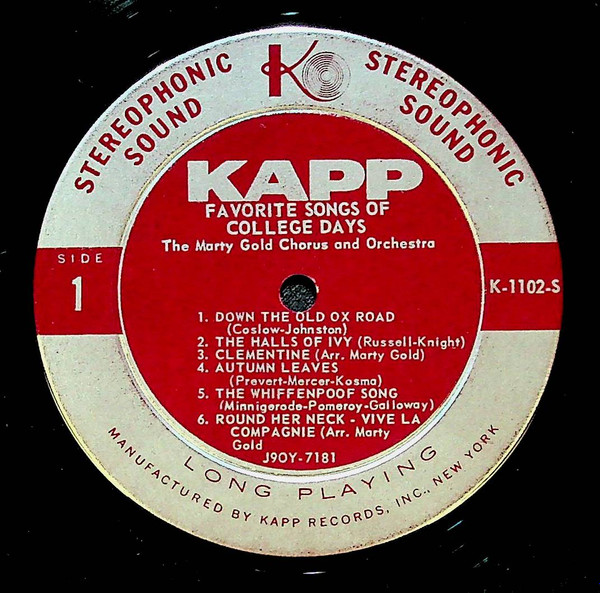 STEREOPHONIC SOUND
K
STEREOPHONIC SOUND
KAPP
FAVORITE SONGS OF
COLLEGE DAYS
The Marty Gold Chorus and Orchestra
SIDE
1
K-1102-S
1. DOWN THE OLD OX ROAD
(Coslow-Johnston)
2. THE HALLS OF IVY (Russell-Knight)
3. CLEMENTINE (Arr. Marty Gold)
4. AUTUMN LEAVES
(Prevert-Mercer-Kosma)
5. THE WHIFFENPOOF SONG
(Minnigerode-Pomeroy-Galloway)
6. ROUND HER NECK - VIVE LA
COMPAGNIE (Arr. Marty
Gold
J9OY-7181
LONG PLAYING
MANUFACTURED BY KAPP RECORDS, INC., NEW YORK